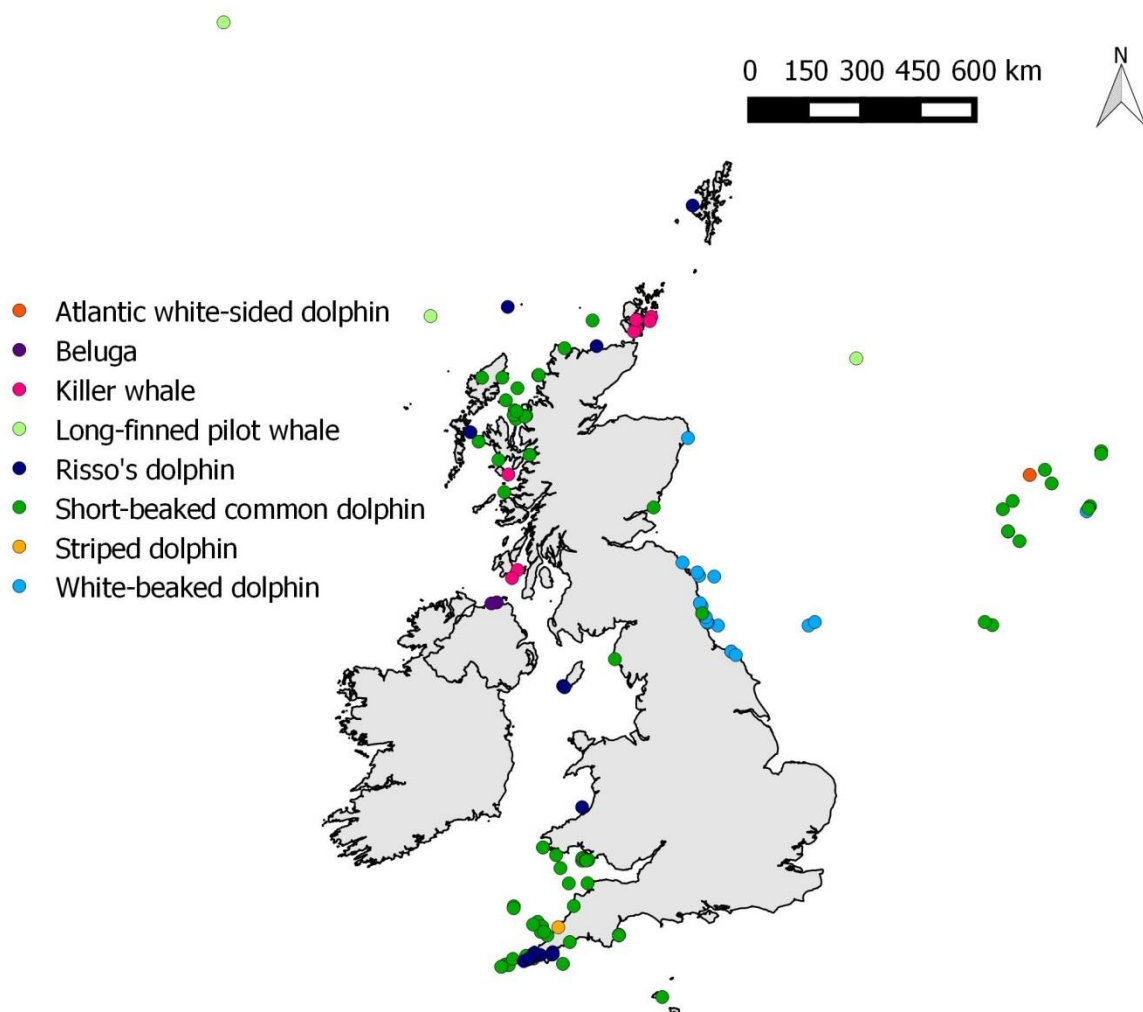 N
0 150 300 450 600 km
Atlantic white-sided dolphin
Beluga
Killer whale
Long-finned pilot whale
Risso's dolphin
Short-beaked common dolphin
Striped dolphin
White-beaked dolphin